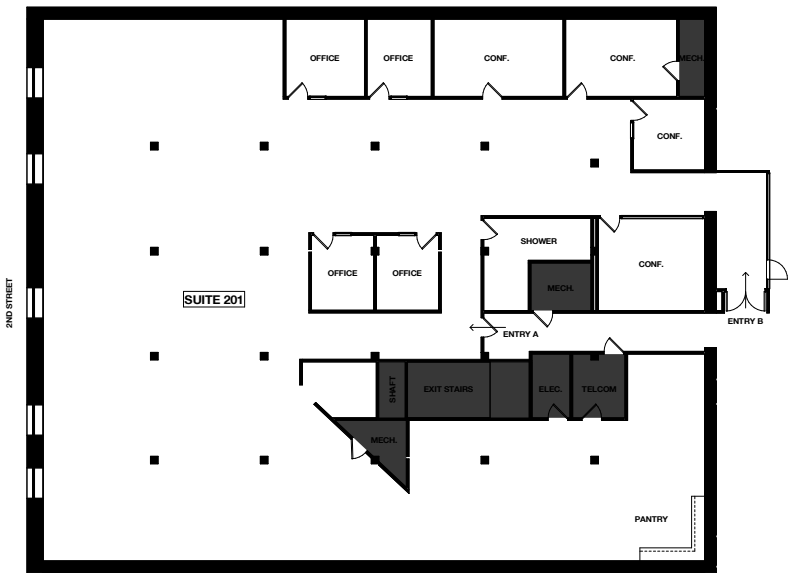 OFFICE
OFFICE
CONF.
CONF.
MECH.
CONF.
SHOWER
OFFICE
OFFICE
CONF.
MECH.
2ND STREET
SUITE 201
ENTRY A
ENTRY B
SHAFT
EXIT STAIRS
ELEC.
TELCOM
MECH.
PANTRY